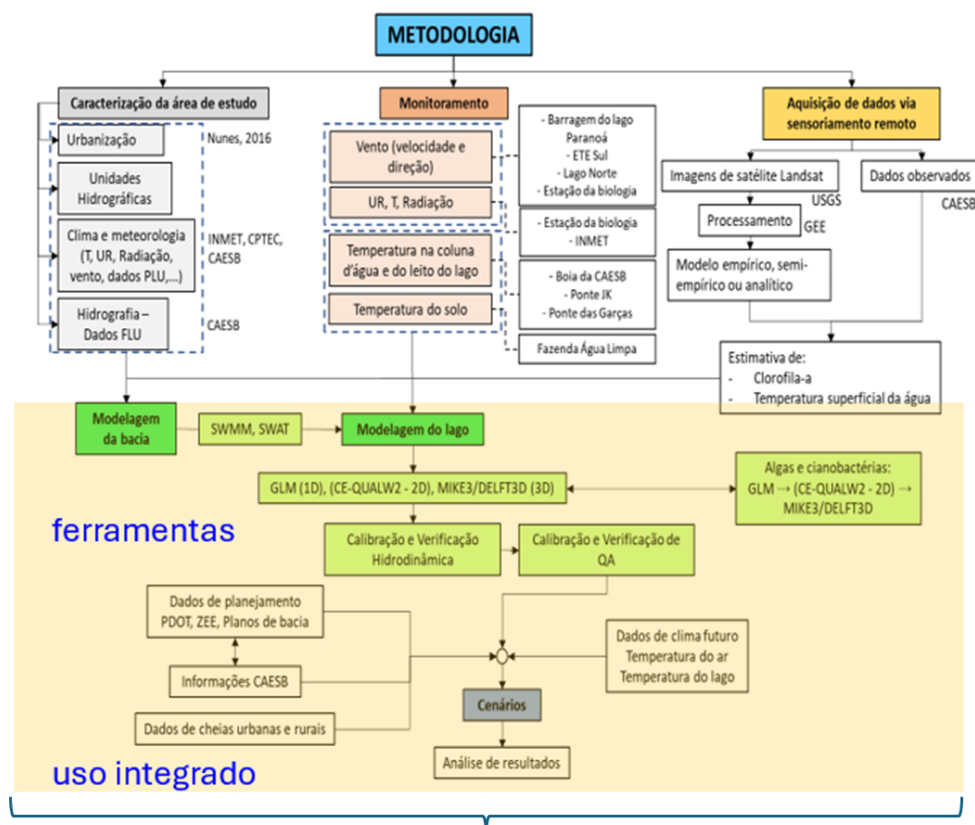 METODOLOGIA
Caracterização da área de estudo
Urbanização
Nunes, 2016
Unidades
Hidrográficas
Clima e meteorologia
(T, UR, Radiação,
vento, dados PLU,...)
INMET, CPTEC,
CAESB
Hidrografia –
Dados FLU
CAESB
Monitoramento
Vento (velocidade e
direção)
UR, T, Radiação
Temperatura na coluna
d'água e do leito do lago
Temperatura do solo
- Barragem do lago
Paranoá
- ETE Sul
- Lago Norte
- Estação da biologia
- Estação da biologia
- INMET
- Boia da CAESB
- Ponte JK
- Ponte das Garças
Fazenda Água Limpa
Aquisição de dados via
sensoriamento remoto
Imagens de satélite Landsat
USGS
Dados observados
CAESB
Processamento
GEE
Modelo empírico, semi-
empírico ou analítico
Estimativa de:
- Clorofila-a
- Temperatura superficial da água
Modelagem
da bacia
SWMM, SWAT
Modelagem do lago
GLM (1D), (CE-QUALW2 - 2D), MIKE3/DELFT3D (3D)
Algas e cianobactérias:
GLM → (CE-QUALW2 - 2D) →
MIKE3/DELFT3D
ferramentas
Calibração e Verificação
Hidrodinâmica
Calibração e Verificação de
QA
Dados de planejamento
PDOT, ZEE, Planos de bacia
Informações CAESB
Dados de cheias urbanas e rurais
Dados de clima futuro
Temperatura do ar
Temperatura do lago
Cenários
Análise de resultados
uso integrado